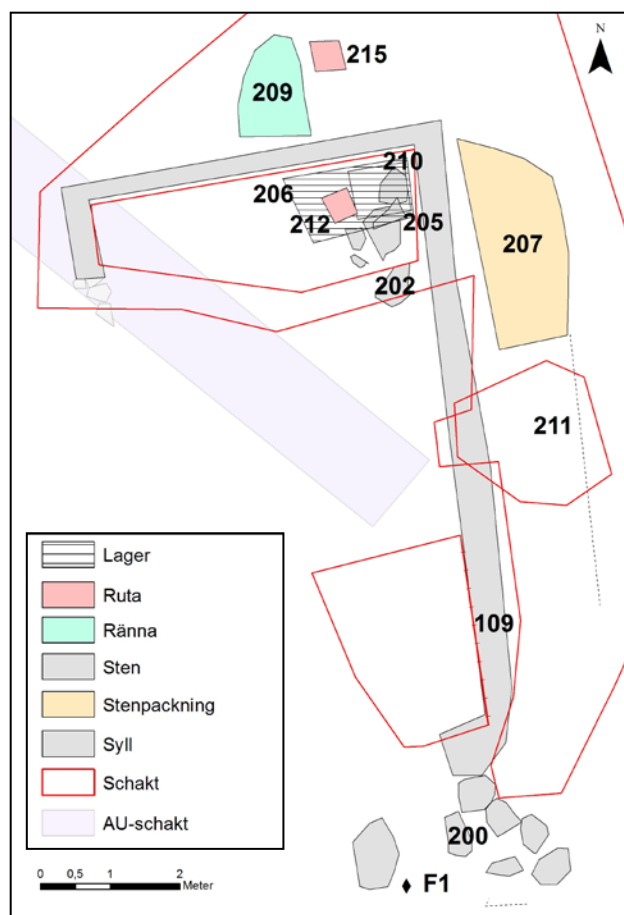 N
215
209
210
206
212
205
207
202
211
109
200
F1
Lager
Ruta
Ränna
Sten
Stenpackning
Syll
Schakt
AU-schakt
0 0,5 1 2
Meter